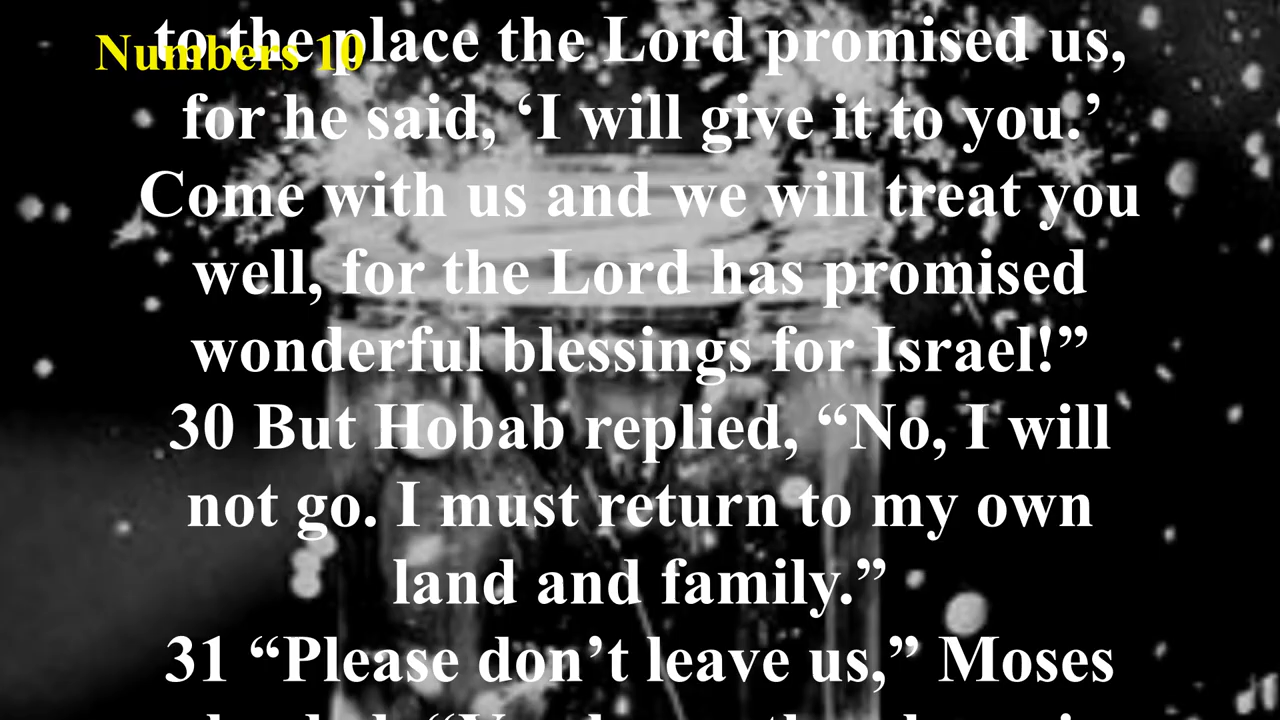 Numbers 10
to the place the Lord promised us,
for he said, ‘I will give it to you.’
Come with us and we will treat you
well, for the Lord has promised
wonderful blessings for Israel!”
30 But Hobab replied, “No, I will
not go. I must return to my own
land and family.”
31 “Please don’t leave us,” Moses